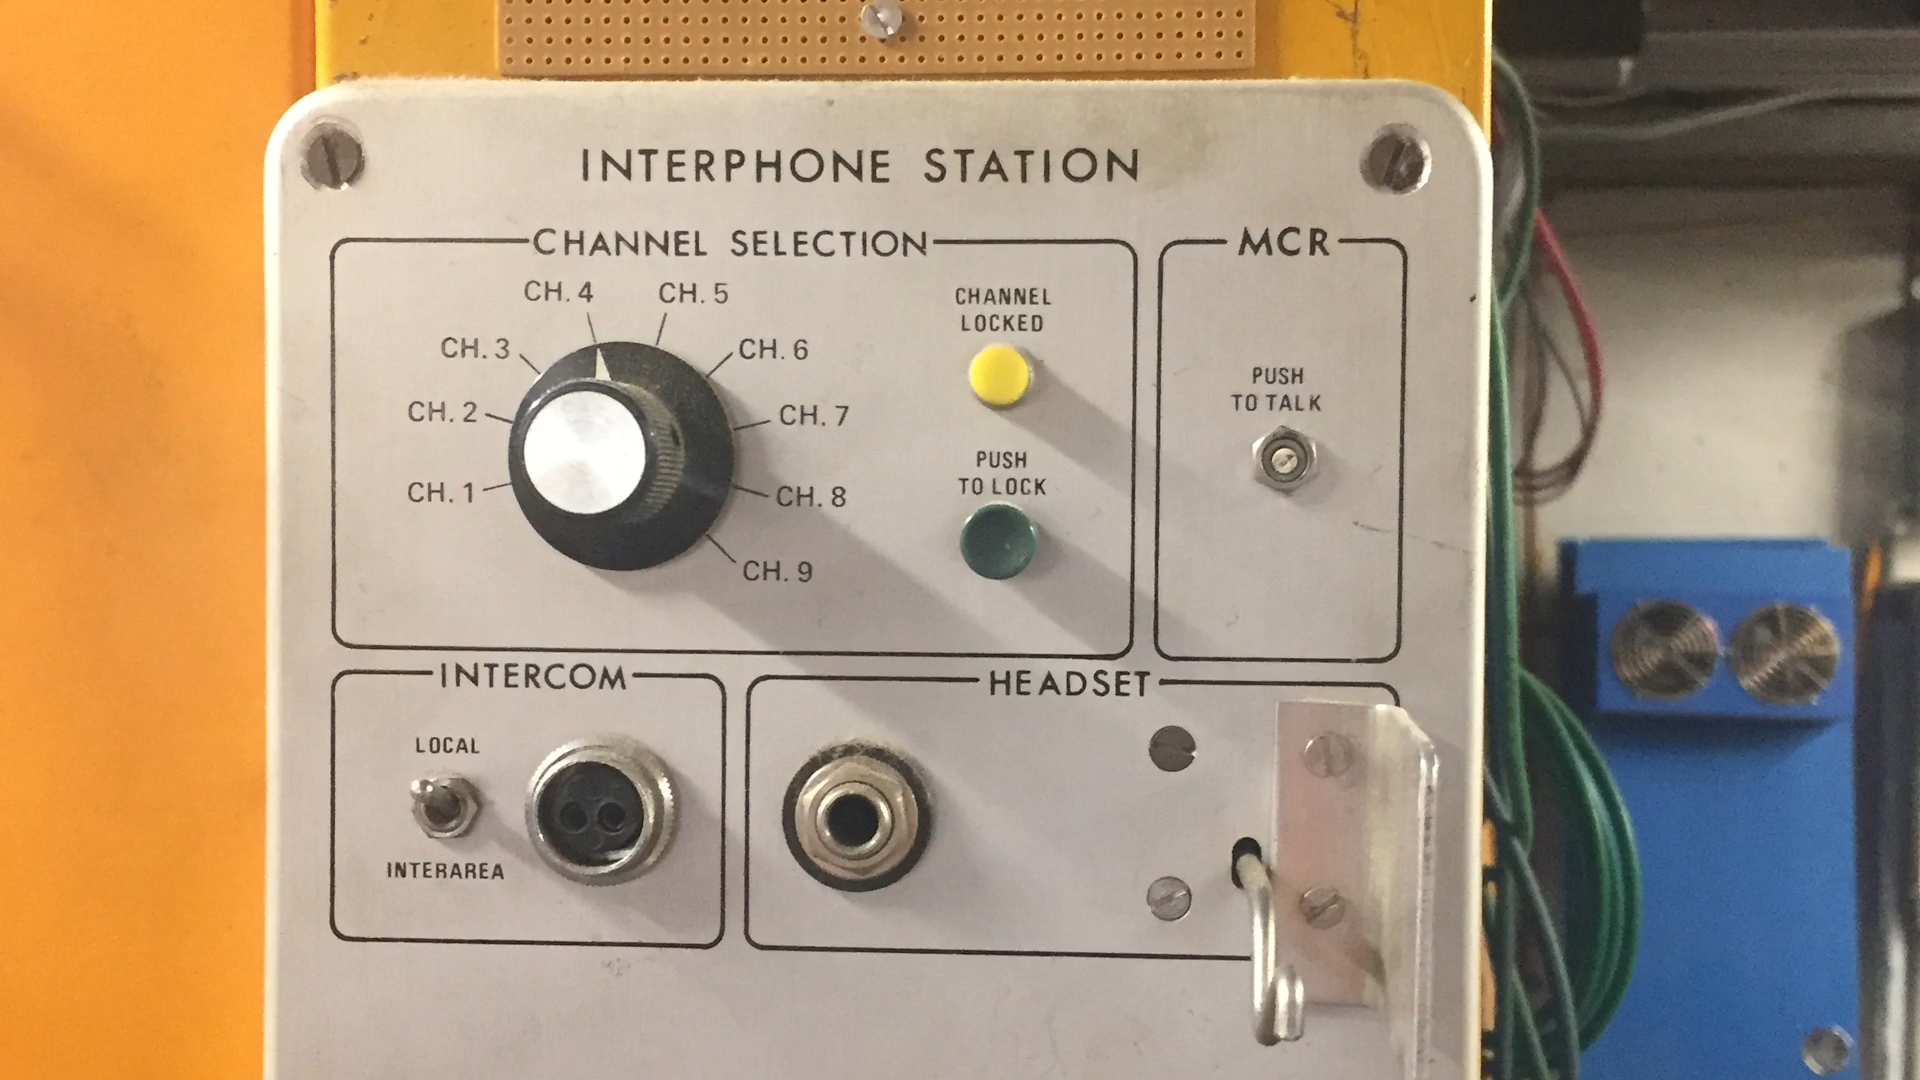 INTERPHONE STATION
CHANNEL SELECTION
CH. 1
CH. 2
CH. 3
CH. 4
CH. 5
CH. 6
CH. 7
CH. 8
CH. 9
CHANNEL
LOCKED
PUSH
TO LOCK
MCR
PUSH
TO TALK
INTERCOM
LOCAL
INTERAREA
HEADSET